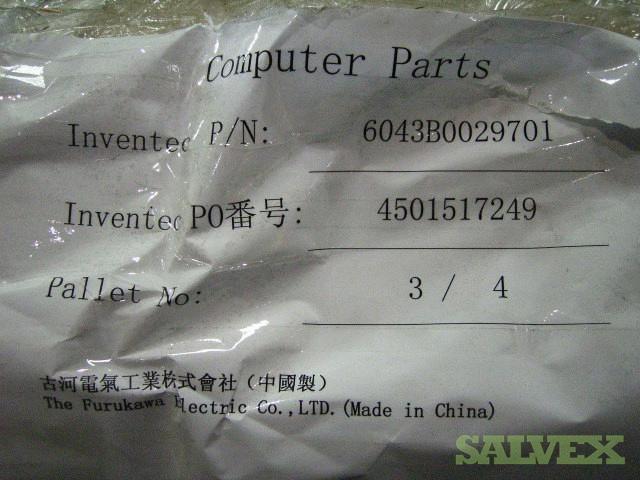 Computer Parts
Inventec P/N: 6043B0029701
Inventec PO番号: 4501517249
Pallet No: 3 / 4
古河電氣工業株式會社（中國製）
The Furukawa Electric Co.,LTD.(Made in China)
SALVEX